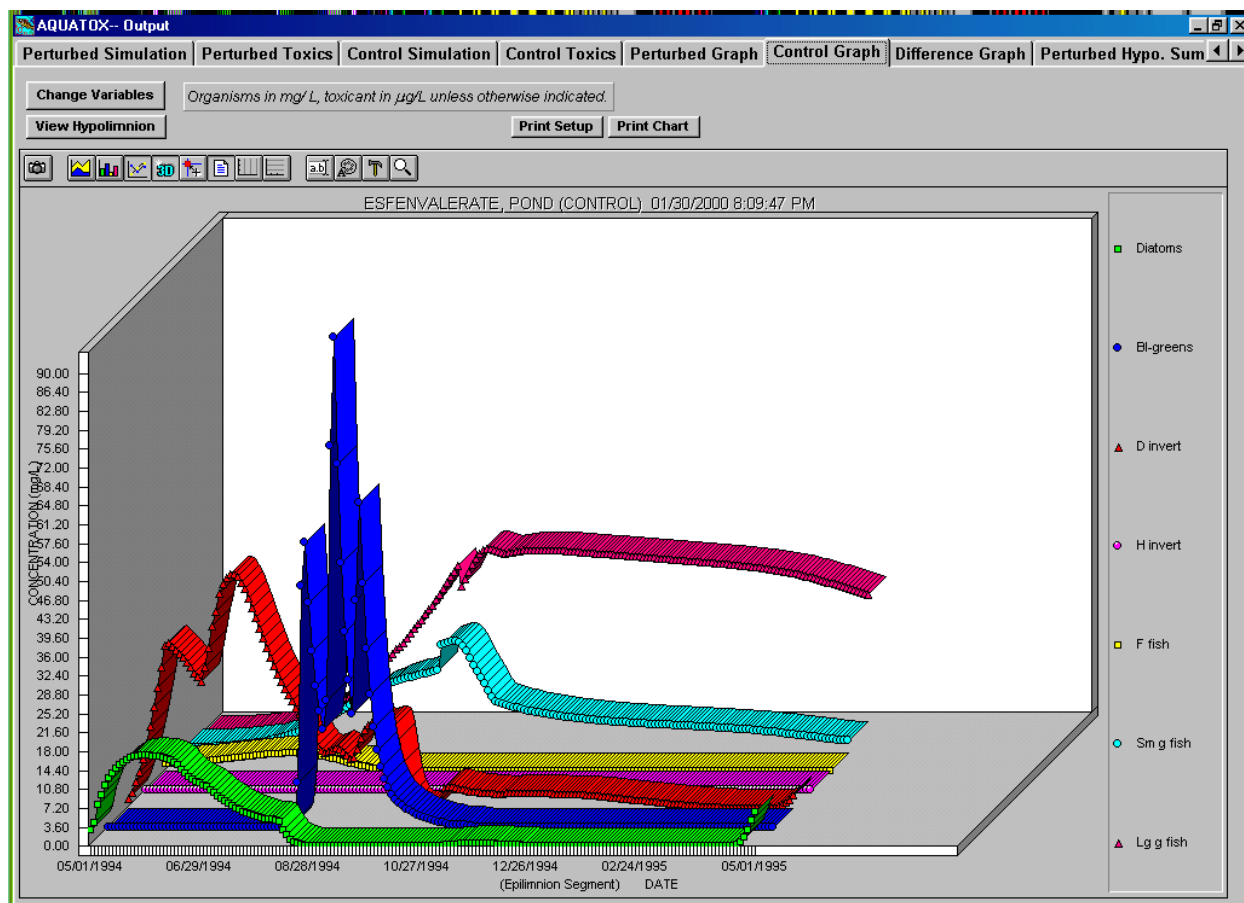 AQUATOX-- Output
Perturbed Simulation Perturbed Toxics Control Simulation Control Toxics Perturbed Graph Control Graph Difference Graph Perturbed Hypo. Sum
Change Variables Organisms in mg/ L, toxicant in µg/L unless otherwise indicated.
View Hypolimnion Print Setup Print Chart
3D a.b] A T
ESFENVALERATE, POND (CONTROL) 01/30/2000 8:09:47 PM
CONCENTRATION (mg/L)
90.00
86.40
82.80
79.20
75.60
72.00
68.40
64.80
61.20
57.60
54.00
50.40
46.80
43.20
39.60
36.00
32.40
28.80
25.20
21.60
18.00
14.40
10.80
7.20
3.60
0.00
05/01/1994 06/29/1994 08/28/1994 10/27/1994 12/26/1994 02/24/1995 05/01/1995
(Epilimnion Segment) DATE
Diatoms
Bl-greens
D invert
H invert
F fish
Sm g fish
Lg g fish